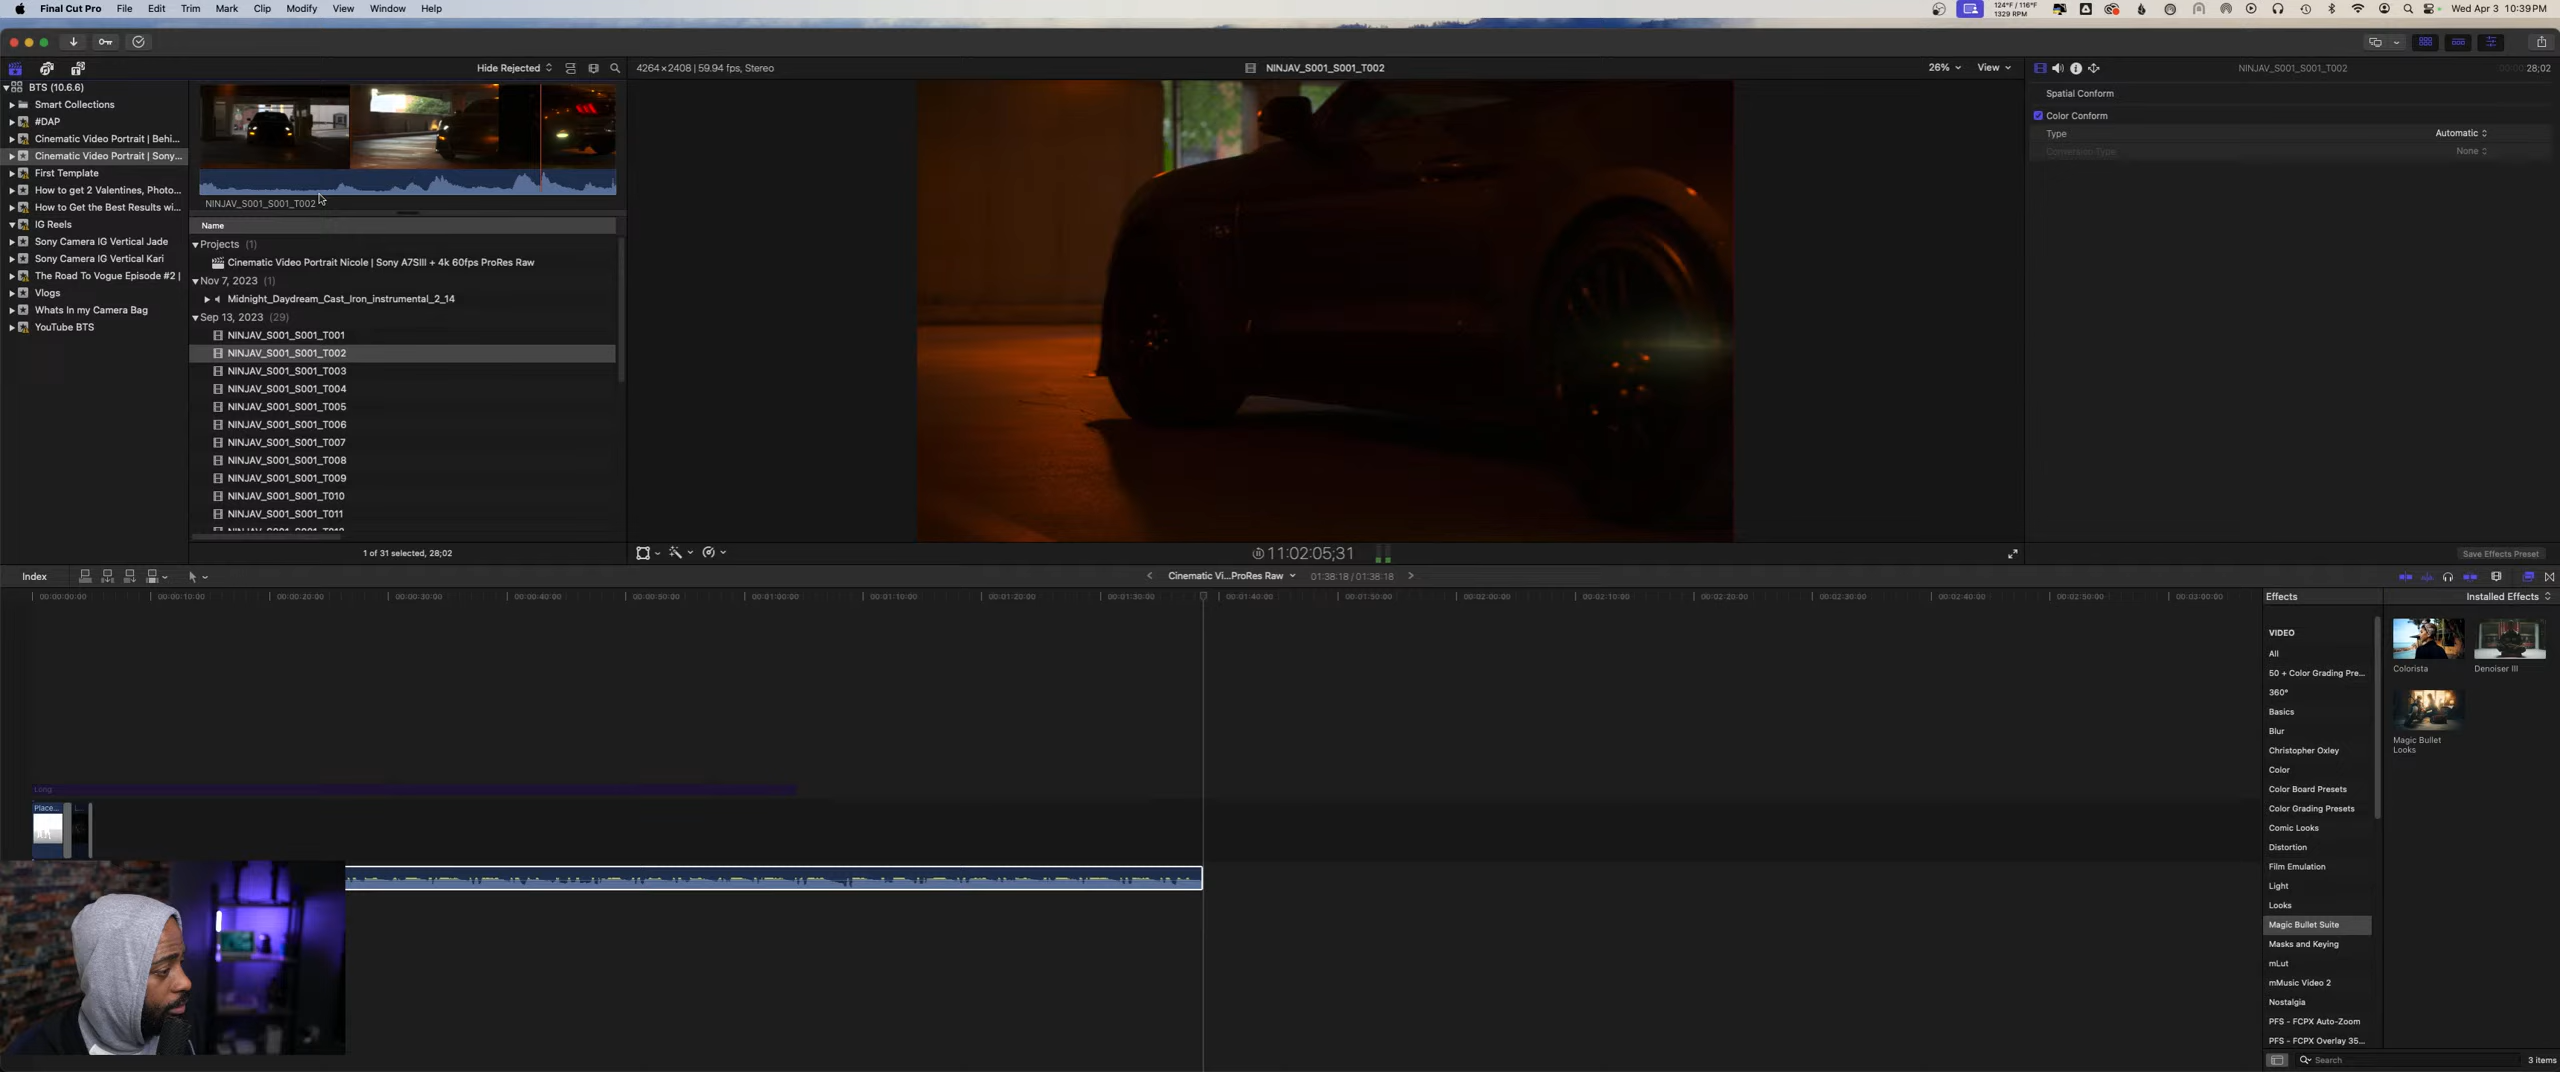 Final Cut Pro File Edit Trim Mark Clip Modify View Window Help
124°F / 116°F
1329 RPM
Wed Apr 3 10:39 PM
Hide Rejected
4264×2408 | 59.94 fps, Stereo
NINJAV_S001_S001_T002
26%
View
NINJAV_S001_S001_T002
28;02
BTS (10.6.6)
Smart Collections
#DAP
Cinematic Video Portrait | Behi...
Cinematic Video Portrait | Sony...
First Template
How to get 2 Valentines, Photo...
How to Get the Best Results wi...
IG Reels
Sony Camera IG Vertical Jade
Sony Camera IG Vertical Kari
The Road To Vogue Episode #2 |
Vlogs
Whats In my Camera Bag
YouTube BTS
NINJAV_S001_S001_T002
Name
Projects (1)
Cinematic Video Portrait Nicole | Sony A7SIII + 4k 60fps ProRes Raw
Nov 7, 2023 (1)
Midnight_Daydream_Cast_Iron_instrumental_2_14
Sep 13, 2023 (29)
NINJAV_S001_S001_T001
NINJAV_S001_S001_T002
NINJAV_S001_S001_T003
NINJAV_S001_S001_T004
NINJAV_S001_S001_T005
NINJAV_S001_S001_T006
NINJAV_S001_S001_T007
NINJAV_S001_S001_T008
NINJAV_S001_S001_T009
NINJAV_S001_S001_T010
NINJAV_S001_S001_T011
1 of 31 selected, 28;02
11:02:05;31
Spatial Conform
Color Conform
Type Automatic
Conversion Type None
Save Effects Preset
Index
Cinematic Vi...ProRes Raw
01:38:18 / 01:38:18
00:00:00:00 00:00:10:00 00:00:20:00 00:00:30:00 00:00:40:00 00:00:50:00 00:01:00:00 00:01:10:00 00:01:20:00 00:01:30:00 00:01:40:00 00:01:50:00 00:02:00:00 00:02:10:00 00:02:20:00 00:02:30:00 00:02:40:00 00:02:50:00 00:03:00:00
Long
Place...
Effects
Installed Effects
VIDEO
All
50 + Color Grading Pre...
360°
Basics
Blur
Christopher Oxley
Color
Color Board Presets
Color Grading Presets
Comic Looks
Distortion
Film Emulation
Light
Looks
Magic Bullet Suite
Masks and Keying
mLut
mMusic Video 2
Nostalgia
PFS - FCPX Auto-Zoom
PFS - FCPX Overlay 35...
Colorista
Denoiser III
Magic Bullet
Looks
Search
3 items